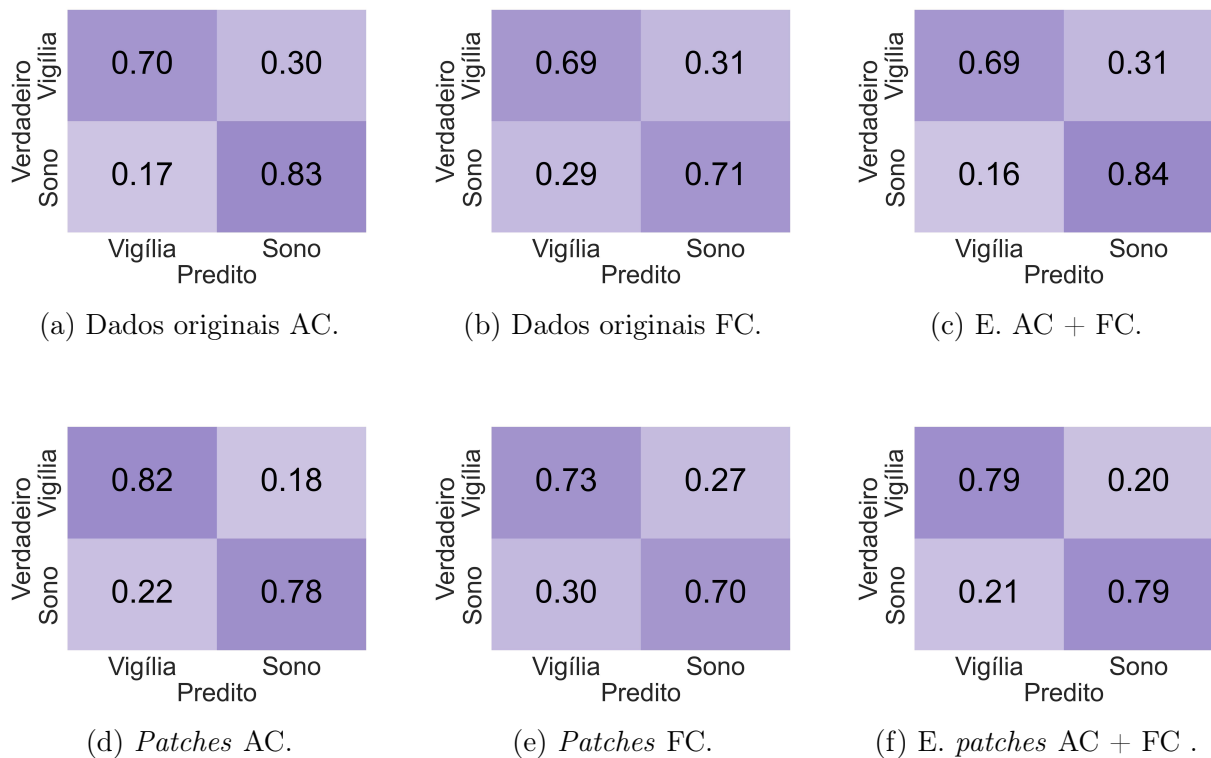 Verdadeiro
Vigília
Sono
0.70 0.30
0.17 0.83
Vigília Sono
Predito
(a) Dados originais AC.
Verdadeiro
Vigília
Sono
0.69 0.31
0.29 0.71
Vigília Sono
Predito
(b) Dados originais FC.
Verdadeiro
Vigília
Sono
0.69 0.31
0.16 0.84
Vigília Sono
Predito
(c) E. AC + FC.
Verdadeiro
Vigília
Sono
0.82 0.18
0.22 0.78
Vigília Sono
Predito
(d) Patches AC.
Verdadeiro
Vigília
Sono
0.73 0.27
0.30 0.70
Vigília Sono
Predito
(e) Patches FC.
Verdadeiro
Vigília
Sono
0.79 0.20
0.21 0.79
Vigília Sono
Predito
(f) E. patches AC + FC .